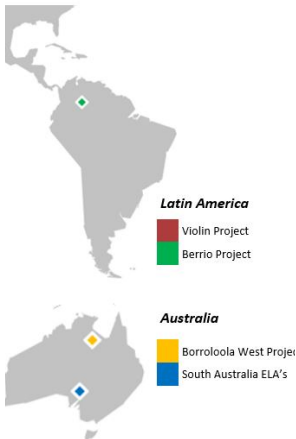 Latin America
Violin Project
Berrio Project
Australia
Borroloola West Projec
South Australia ELA's